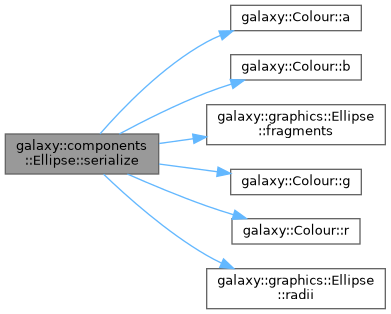 galaxy::components
::Ellipse::serialize
galaxy::Colour::a
galaxy::Colour::b
galaxy::graphics::Ellipse
::fragments
galaxy::Colour::g
galaxy::Colour::r
galaxy::graphics::Ellipse
::radii